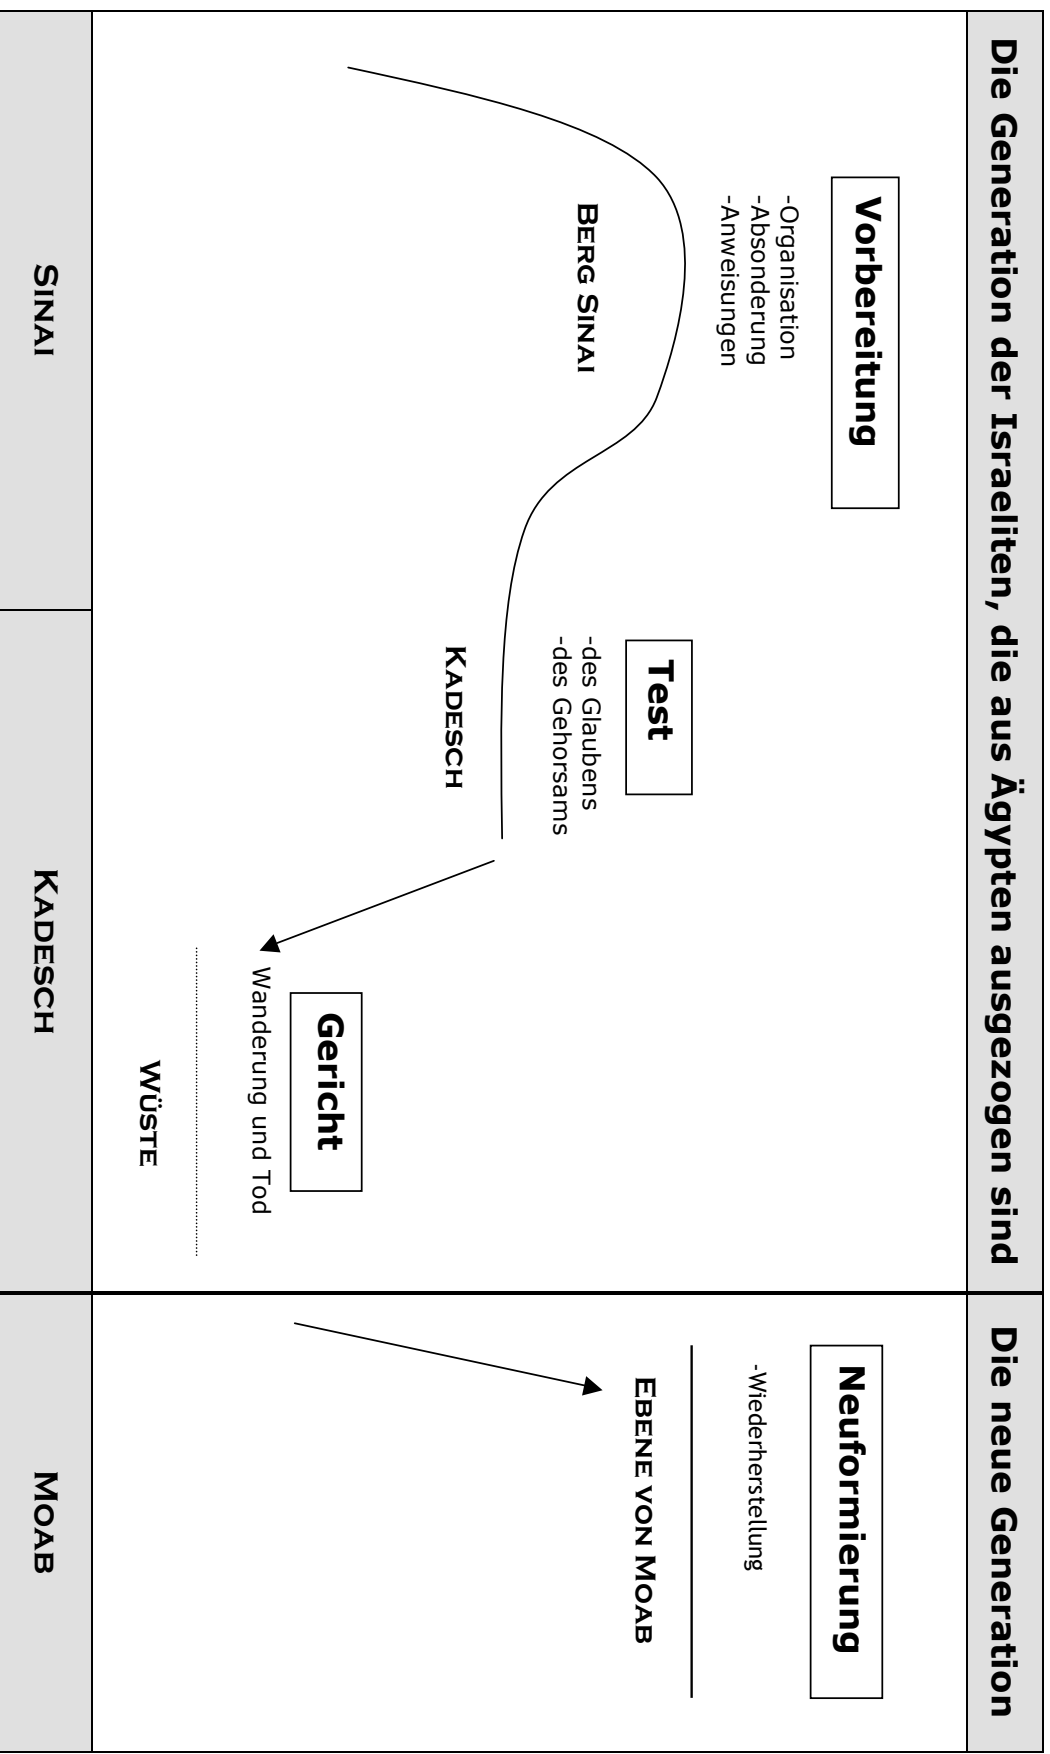 Die Generation der Israeliten, die aus Ägypten ausgezogen sind
Die neue Generation
Vorbereitung
-Organisation
-Absonderung
-Anweisungen
BERG SINAI
Test
-des Glaubens
-des Gehorsams
KADESCH
Gericht
Wanderung und Tod
WÜSTE
Neuformierung
-Wiederherstellung
EBENE VON MOAB
SINAI
KADESCH
MOAB